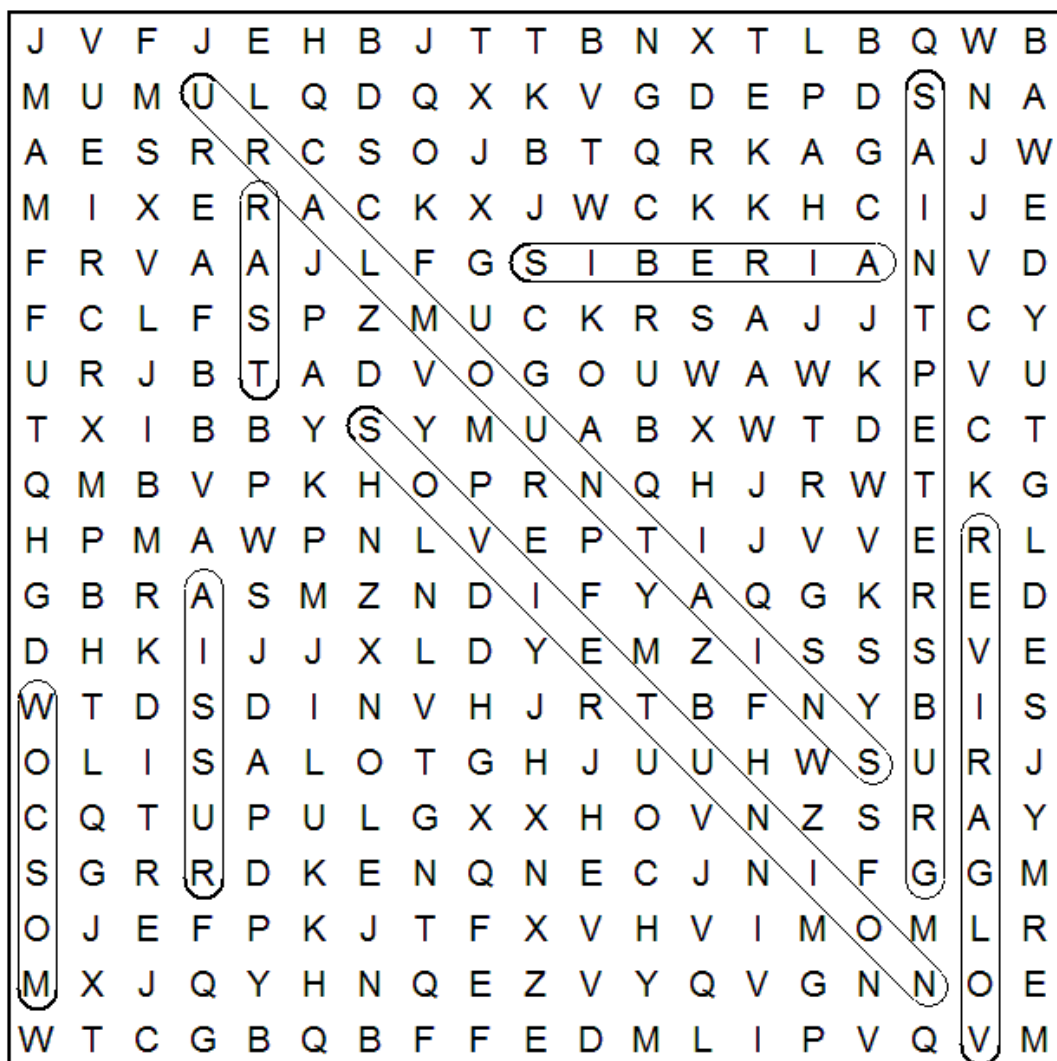 J V F J E H B J T T B N X T L B Q W B
M U M U L Q D Q X K V G D E P D S N A
A E S R R C S O J B T Q R K A G A J W
M I X E R A C K X J W C K K H C I J E
F R V A A J L F G S I B E R I A N V D
F C L F S P Z M U C K R S A J J T C Y
U R J B T A D V O G O U W A W K P V U
T X I B B Y S Y M U A B X W T D E C T
Q M B V P K H O P R N Q H J R W T K G
H P M A W P N L V E P T I J V V E R L
G B R A S M Z N D I F Y A Q G K R E D
D H K I J J X L D Y E M Z I S S S V E
W T D S D I N V H J R T B F N Y B I S
O L I S A L O T G H J U U H W S U R J
C Q T U P U L G X X H O V N Z S R A Y
S G R R D K E N Q N E C J N I F G G M
O J E F P K J T F X V H V I M O M L R
M X J Q Y H N Q E Z V Y Q V G N N O E
W T C G B Q B F F E D M L I P V Q V M